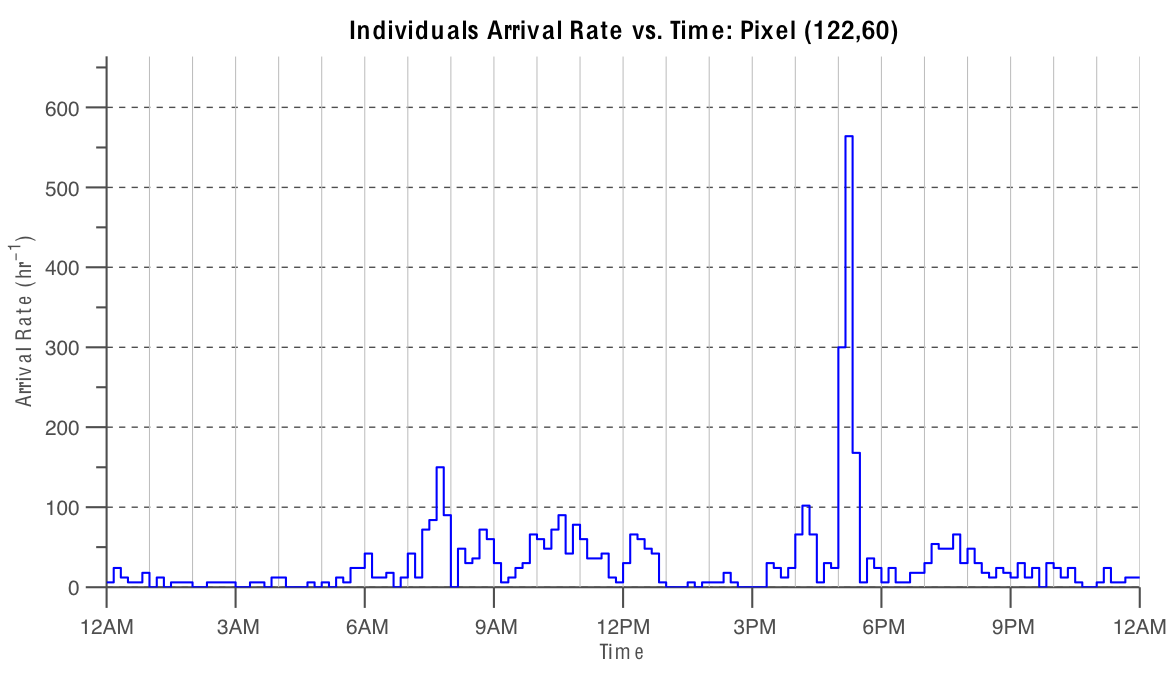 Individuals Arrival Rate vs. Time: Pixel (122,60)
Arrival Rate (hr⁻¹)
600
500
400
300
200
100
0
12AM 3AM 6AM 9AM 12PM 3PM 6PM 9PM 12AM
Time